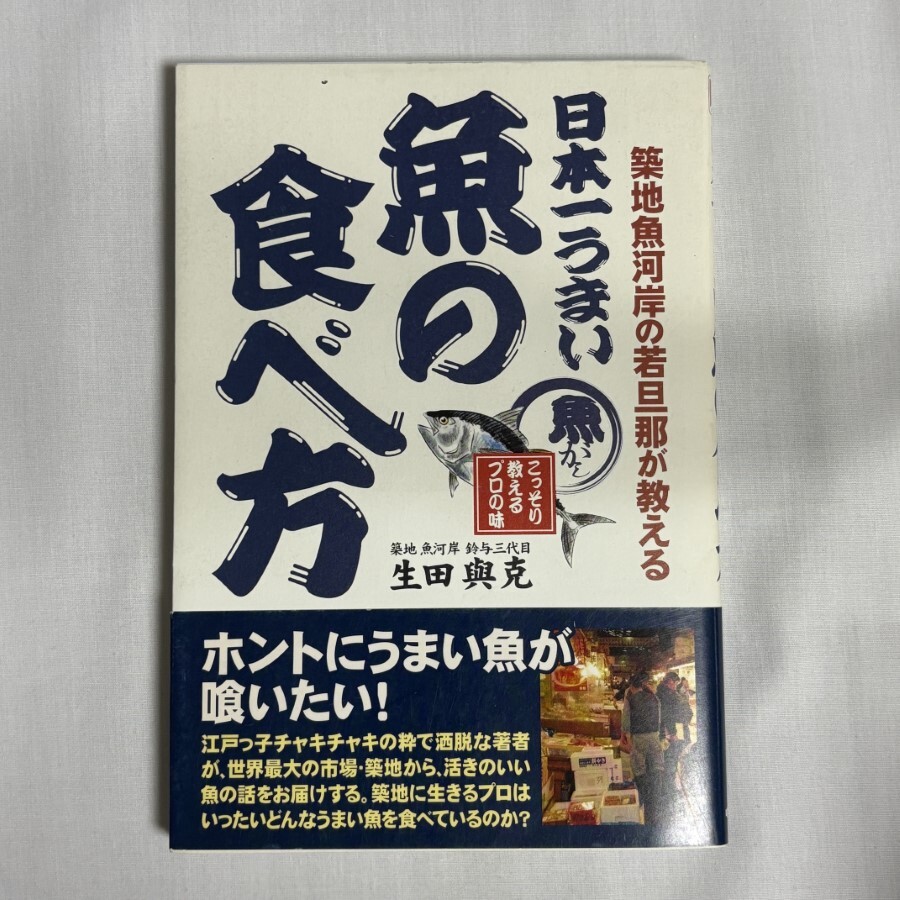 築地魚河岸の若旦那が教える
日本一うまい
魚の
食べ方
魚がし
こっそり
教える
プロの味
築地 魚河岸 鈴与三代目
生田與克
ホントにうまい魚が
喰いたい！
江戸っ子チャキチャキの粋で洒脱な著者
が、世界最大の市場・築地から、活きのいい
魚の話をお届けする。築地に生きるプロは
いったいどんなうまい魚を食べているのか？